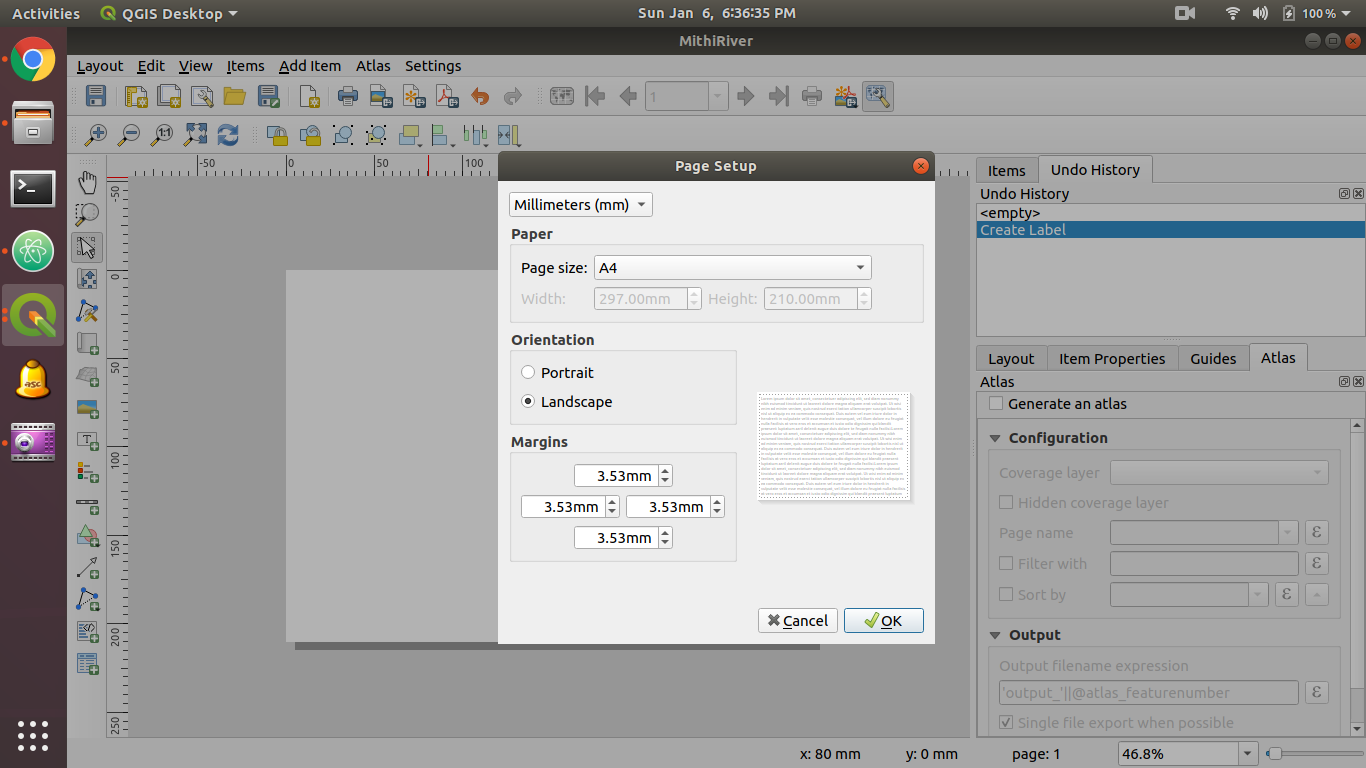 Activities QGIS Desktop Sun Jan 6, 6:36:35 PM 100%
MithiRiver
Layout Edit View Items Add Item Atlas Settings
1
1:1
-50 0 50 100
-50
0
50
100
150
200
250
Page Setup
Millimeters (mm)
Paper
Page size: A4
Width: 297.00mm Height: 210.00mm
Orientation
Portrait
Landscape
Margins
3.53mm
3.53mm 3.53mm
3.53mm
Cancel OK
Items Undo History
Undo History
<empty>
Create Label
Layout Item Properties Guides Atlas
Atlas
Generate an atlas
Configuration
Coverage layer
Hidden coverage layer
Page name ε
Filter with ε
Sort by ε
Output
Output filename expression
'output_'||@atlas_featurenumber ε
Single file export when possible
x: 80 mm y: 0 mm page: 1 46.8%